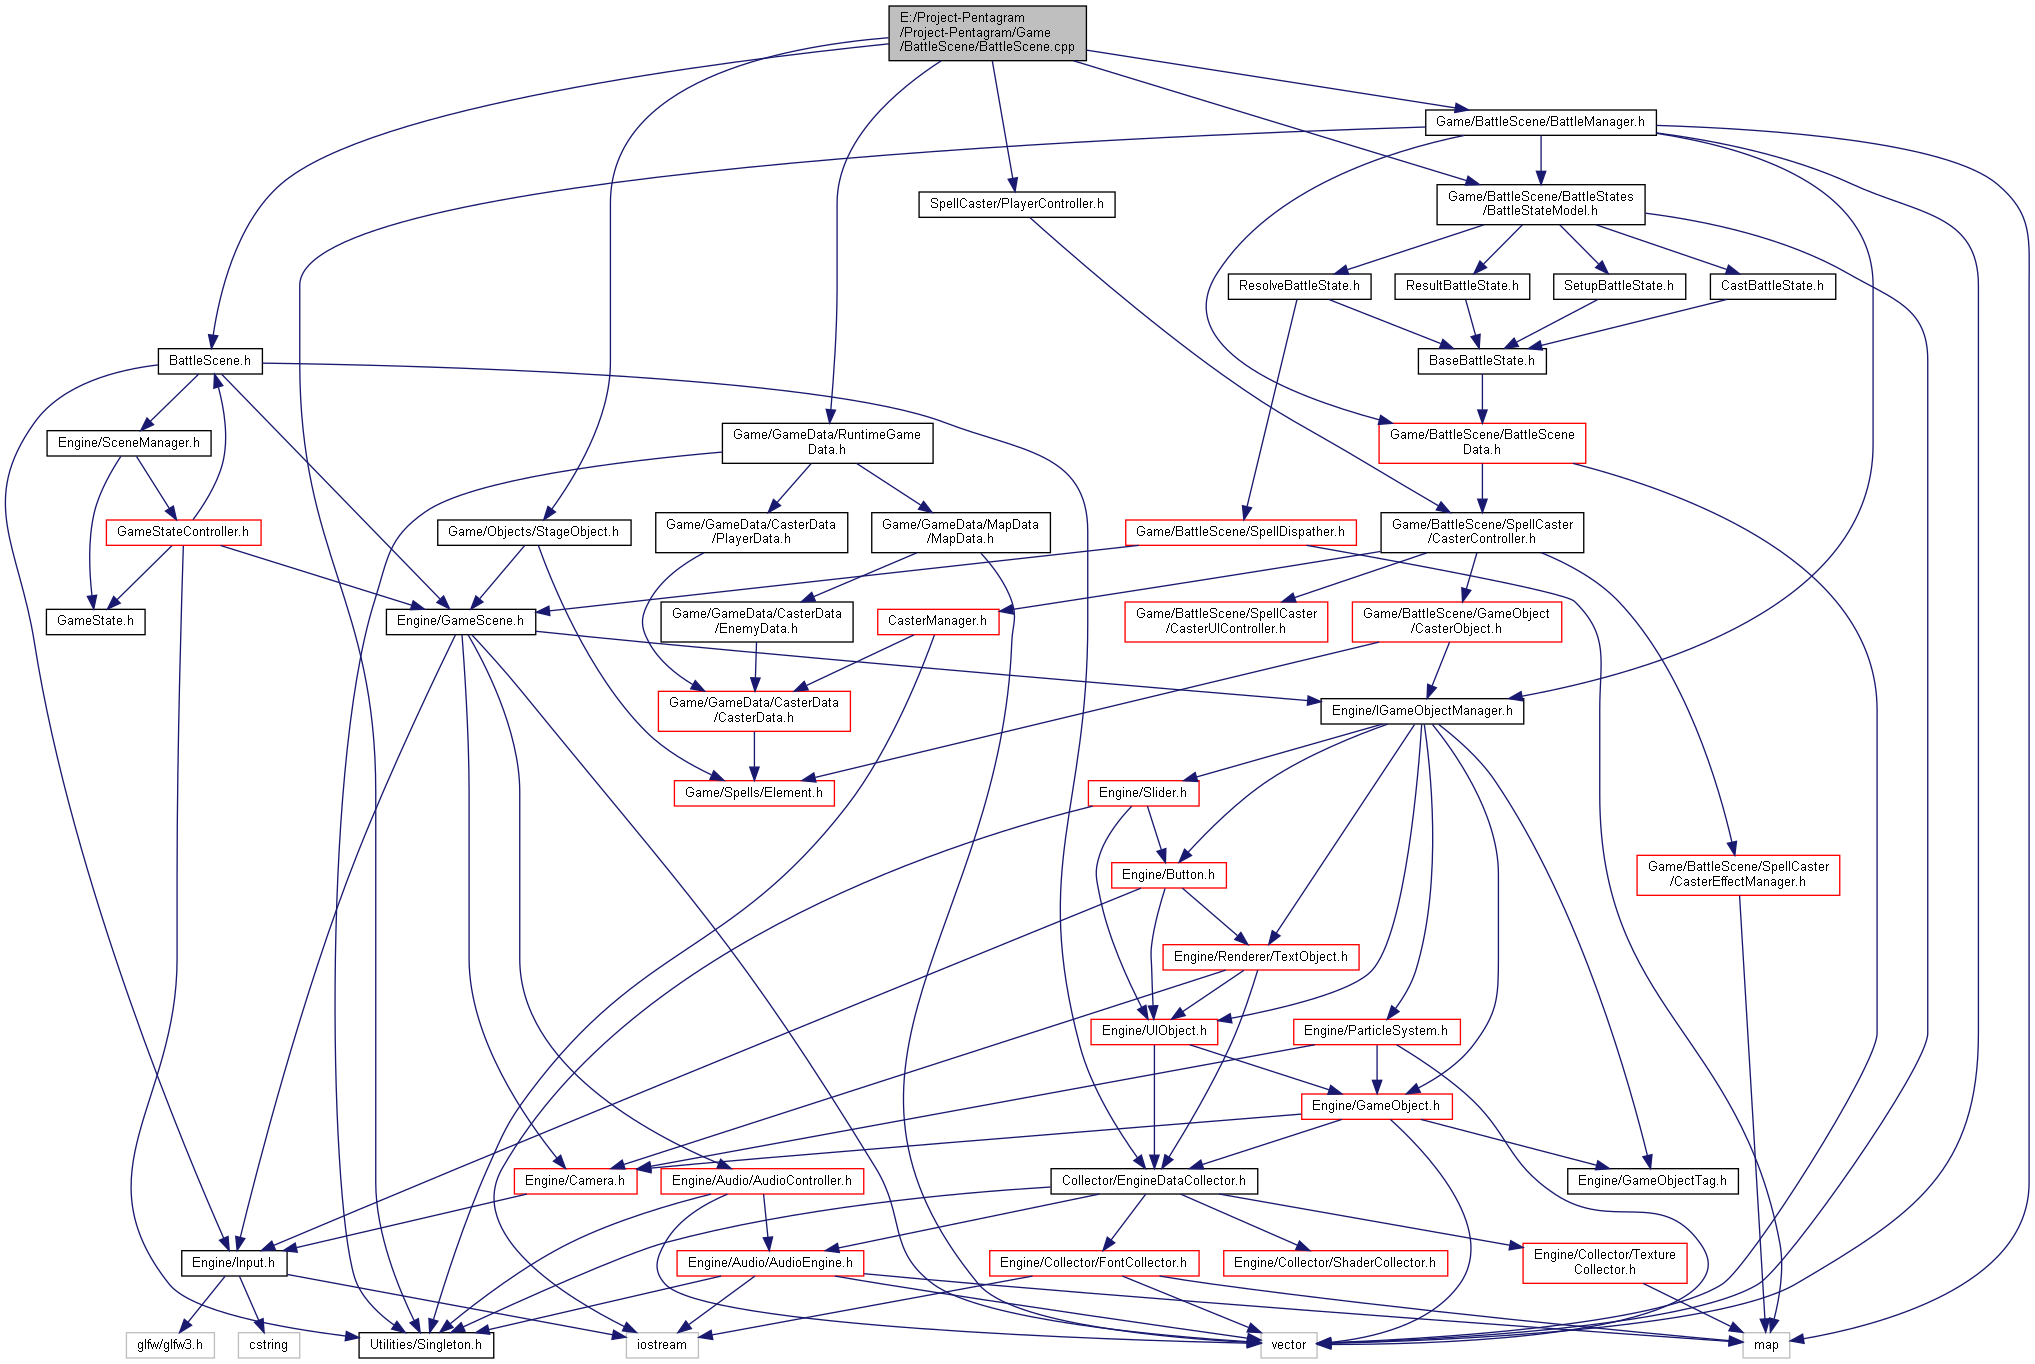 E:/Project-Pentagram
/Project-Pentagram/Game
/BattleScene/BattleScene.cpp
Game/BattleScene/BattleManager.h
SpellCaster/PlayerController.h
Game/BattleScene/BattleStates
/BattleStateModel.h
ResolveBattleState.h
ResultBattleState.h
SetupBattleState.h
CastBattleState.h
BattleScene.h
BaseBattleState.h
Engine/SceneManager.h
Game/GameData/RuntimeGame
Data.h
Game/BattleScene/BattleScene
Data.h
GameStateController.h
Game/Objects/StageObject.h
Game/GameData/CasterData
/PlayerData.h
Game/GameData/MapData
/MapData.h
Game/BattleScene/SpellDispather.h
Game/BattleScene/SpellCaster
/CasterController.h
GameState.h
Engine/GameScene.h
Game/GameData/CasterData
/EnemyData.h
CasterManager.h
Game/BattleScene/SpellCaster
/CasterUIController.h
Game/BattleScene/GameObject
/CasterObject.h
Game/GameData/CasterData
/CasterData.h
Engine/IGameObjectManager.h
Game/Spells/Element.h
Engine/Slider.h
Engine/Button.h
Game/BattleScene/SpellCaster
/CasterEffectManager.h
Engine/Renderer/TextObject.h
Engine/UIObject.h
Engine/ParticleSystem.h
Engine/GameObject.h
Engine/Camera.h
Engine/Audio/AudioController.h
Collector/EngineDataCollector.h
Engine/GameObjectTag.h
Engine/Input.h
Engine/Audio/AudioEngine.h
Engine/Collector/FontCollector.h
Engine/Collector/ShaderCollector.h
Engine/Collector/Texture
Collector.h
glfw/glfw3.h
cstring
Utilities/Singleton.h
iostream
vector
map